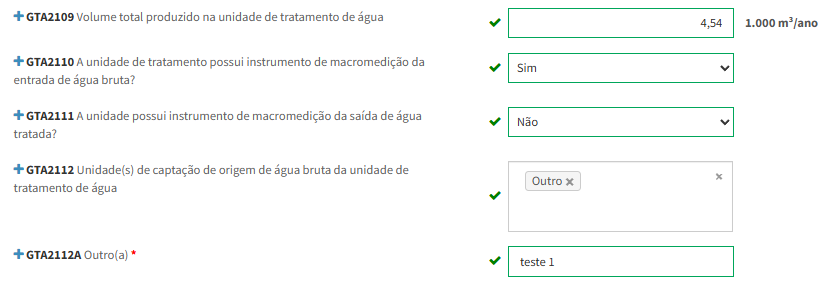 GTA2109 Volume total produzido na unidade de tratamento de água
4,54 1.000 m³/ano
GTA2110 A unidade de tratamento possui instrumento de macromedição da
entrada de água bruta?
Sim
GTA2111 A unidade possui instrumento de macromedição da saída de água
tratada?
Não
GTA2112 Unidade(s) de captação de origem de água bruta da unidade de
tratamento de água
Outro
GTA2112A Outro(a) *
teste 1